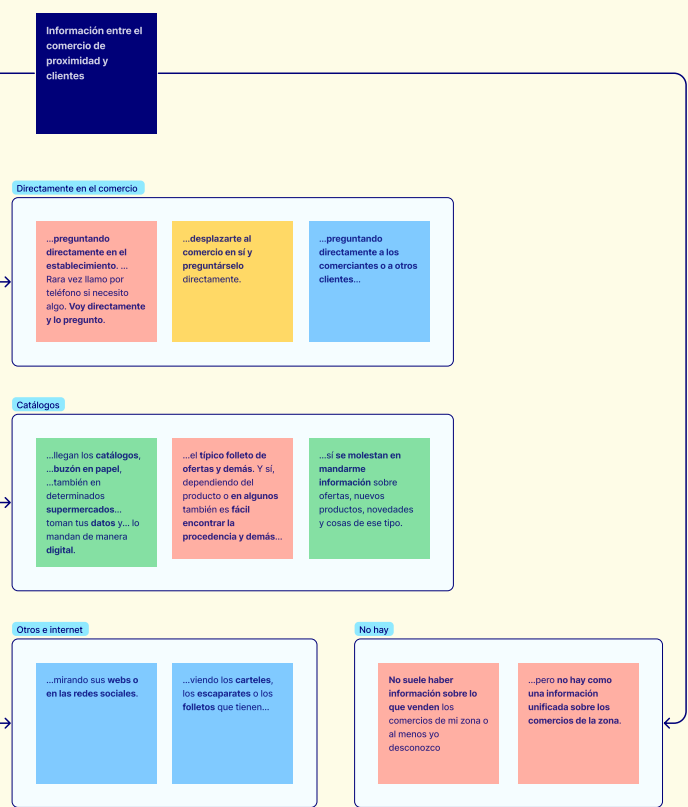 Información entre el
comercio de
proximidad y
clientes
Directamente en el comercio
...preguntando
directamente en el
establecimiento. ...
Rara vez llamo por
teléfono si necesito
algo. Voy directamente
y lo pregunto.
...desplazarte al
comercio en sí y
preguntárselo
directamente.
...preguntando
directamente a los
comerciantes o a otros
clientes...
Catálogos
...llegan los catálogos,
...buzón en papel,
...también en
determinados
supermercados...
toman tus datos y... lo
mandan de manera
digital.
...el típico folleto de
ofertas y demás. Y sí,
dependiendo del
producto o en algunos
también es fácil
encontrar la
procedencia y demás...
...sí se molestan en
mandarme
información sobre
ofertas, nuevos
productos, novedades
y cosas de ese tipo.
Otros e internet
...mirando sus webs o
en las redes sociales.
...viendo los carteles,
los escaparates o los
folletos que tienen...
No hay
No suele haber
información sobre lo
que venden los
comercios de mi zona o
al menos yo
desconozco
...pero no hay como
una información
unificada sobre los
comercios de la zona.